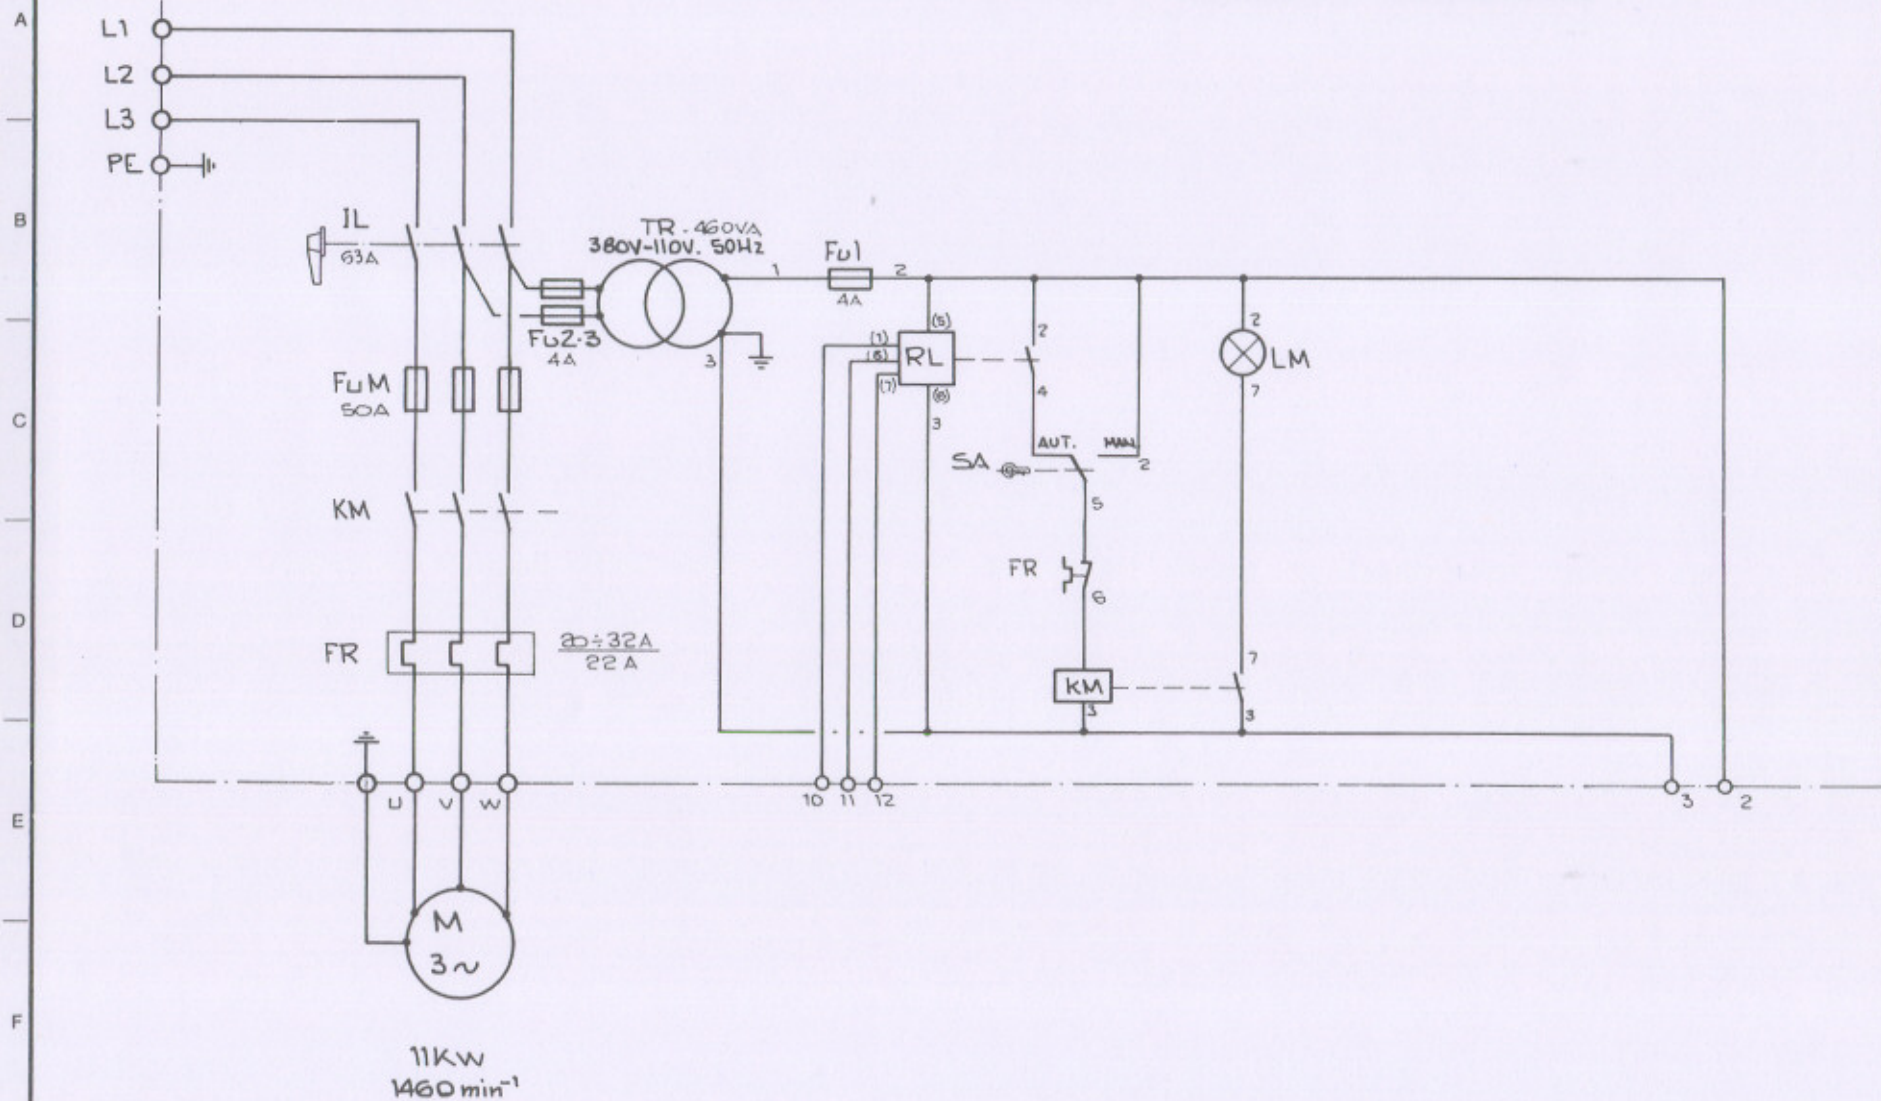 A
L1
L2
L3
PE
B
IL
63A
TR. 460VA
380V-110V. 50Hz
1
Fu1
2
4A
Fu2·3
4A
3
(5)
(1)
(6)
(7)
RL
(8)
3
2
4
2
LM
7
FuM
50A
C
AUT.
MAN
2
SA
5
KM
FR
6
D
FR
20÷32A
22A
7
KM
3
3
U
V
W
10
11
12
3
2
E
M
3~
F
11KW
1460 min⁻¹